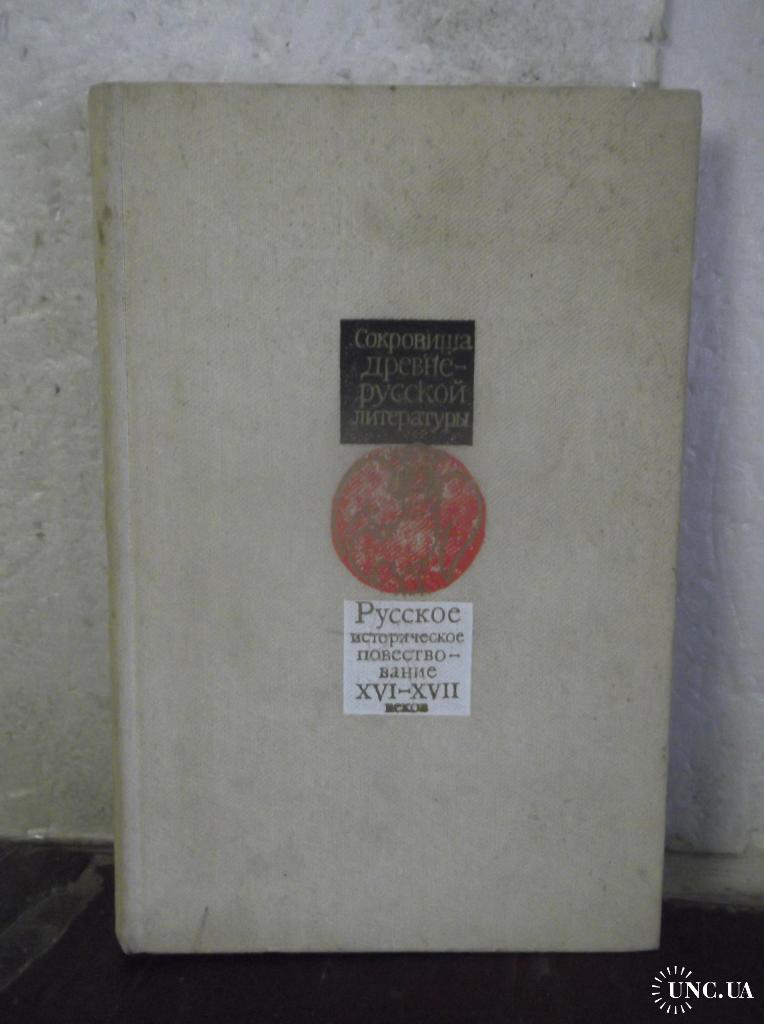 Сокровища
древне-
русской
литературы
Русское
историческое
повество-
вание
XVI-XVII
веков
UNC.UA